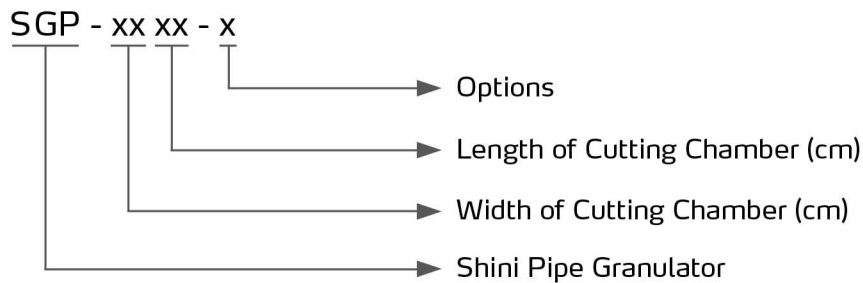 SGP - xx xx - x
Options
Length of Cutting Chamber (cm)
Width of Cutting Chamber (cm)
Shini Pipe Granulator